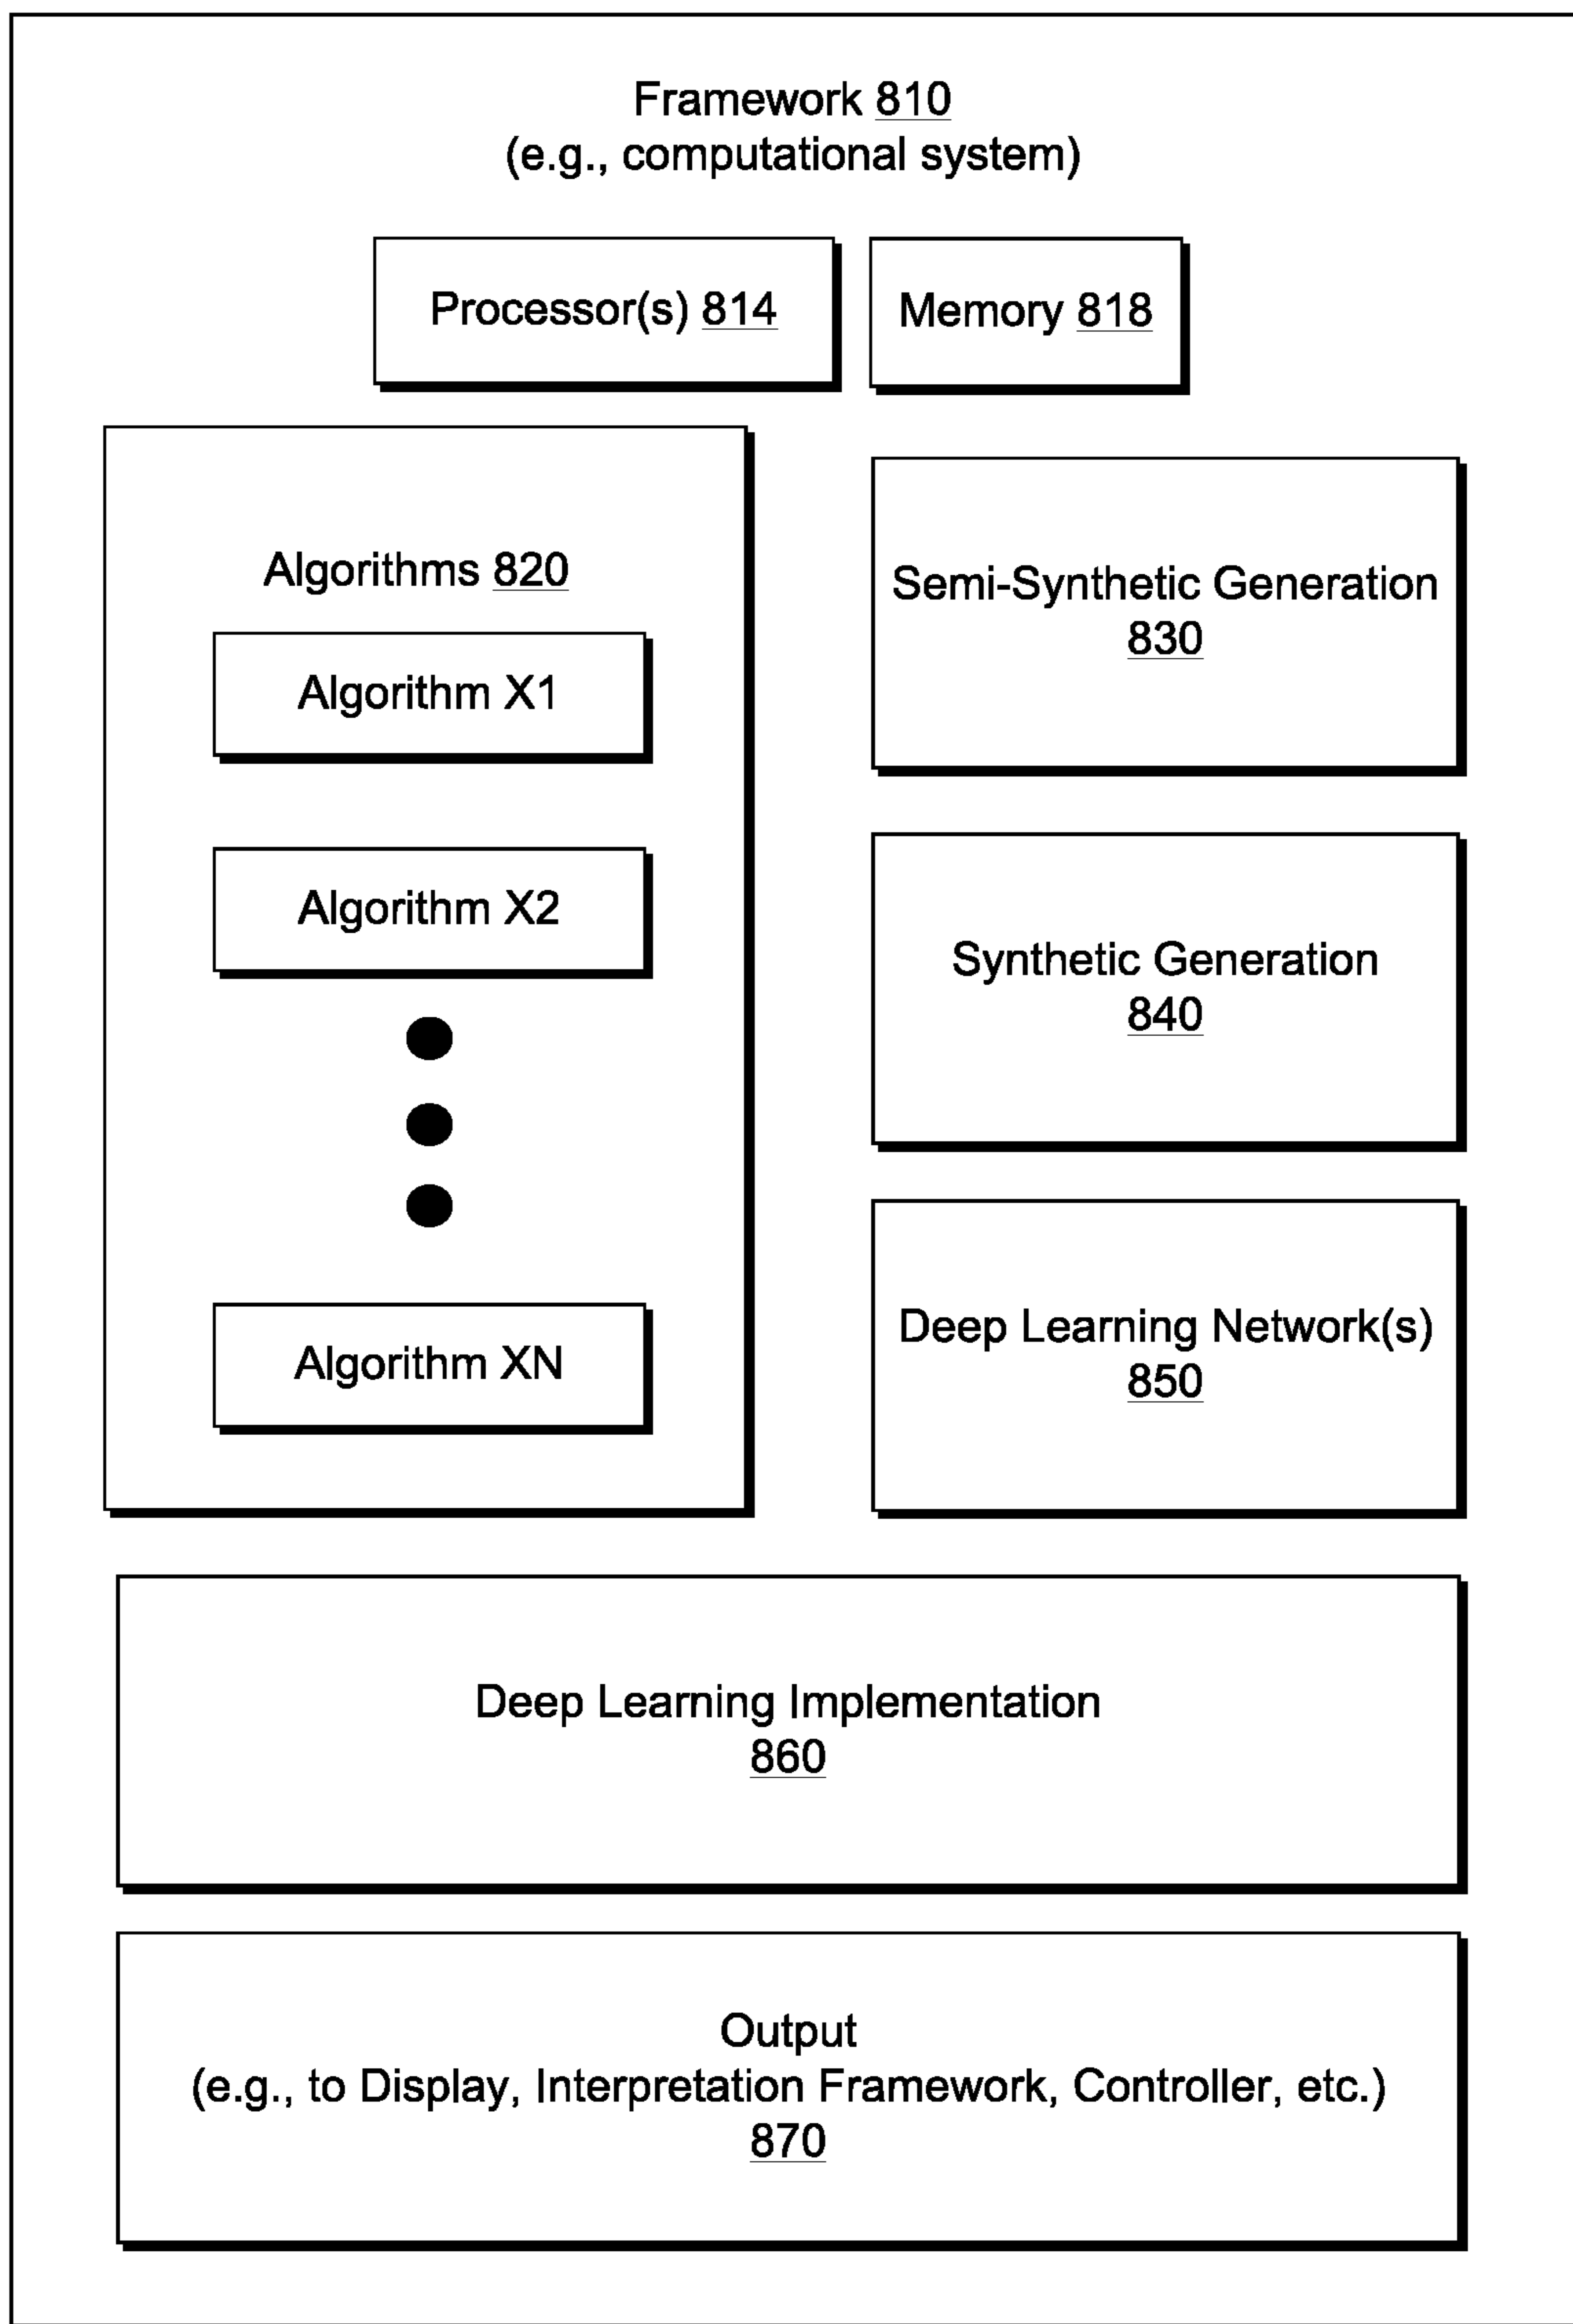 Framework 810
(e.g., computational system)
Processor(s) 814
Memory 818
Algorithms 820
Algorithm X1
Algorithm X2
Algorithm XN
Semi-Synthetic Generation
830
Synthetic Generation
840
Deep Learning Network(s)
850
Deep Learning Implementation
860
Output
(e.g., to Display, Interpretation Framework, Controller, etc.)
870